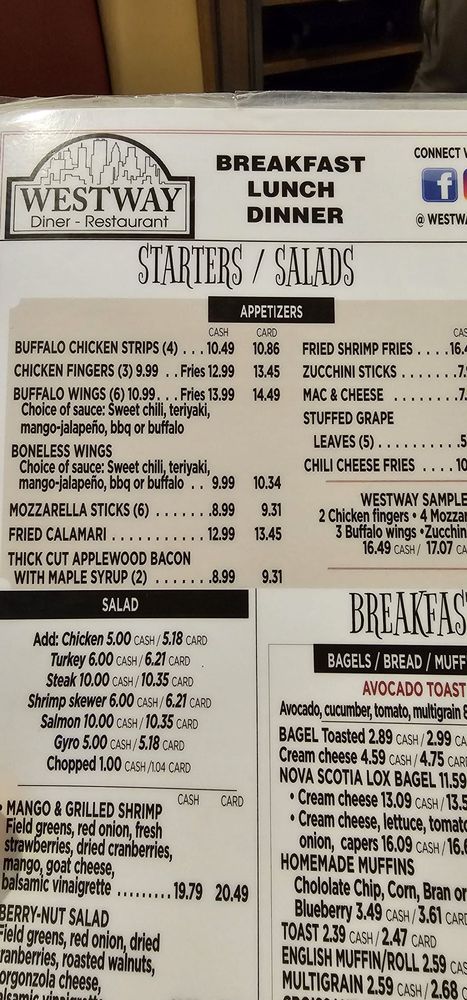 WESTWAY
Diner - Restaurant
BREAKFAST
LUNCH
DINNER
CONNECT
f
@
STARTERS / SALADS
APPETIZERS
CASH CARD
BUFFALO CHICKEN STRIPS (4) . . . 10.49 10.86
CHICKEN FINGERS (3) 9.99 . . Fries 12.99 13.45
BUFFALO WINGS (6) 10.99. . . Fries 13.99 14.49
Choice of sauce: Sweet chili, teriyaki,
mango-jalapeño, bbq or buffalo
BONELESS WINGS
Choice of sauce: Sweet chili, teriyaki,
mango-jalapeño, bbq or buffalo . . 9.99 10.34
MOZZARELLA STICKS (6) . . . . . . .8.99 9.31
FRIED CALAMARI . . . . . . . . . . . 12.99 13.45
THICK CUT APPLEWOOD BACON
WITH MAPLE SYRUP (2) . . . . . . .8.99 9.31
FRIED SHRIMP FRIES . . . .
ZUCCHINI STICKS . . . . . . .
MAC & CHEESE . . . . . . . .
STUFFED GRAPE
LEAVES (5) . . . . . . . . . .
CHILI CHEESE FRIES . . . .
WESTWAY
2 Chicken fingers • 4
3 Buffalo wings •
16.49 CASH / 17.07
SALAD
Add: Chicken 5.00 CASH / 5.18 CARD
Turkey 6.00 CASH / 6.21 CARD
Steak 10.00 CASH / 10.35 CARD
Shrimp skewer 6.00 CASH / 6.21 CARD
Salmon 10.00 CASH / 10.35 CARD
Gyro 5.00 CASH / 5.18 CARD
Chopped 1.00 CASH /1.04 CARD
CASH CARD
• MANGO & GRILLED SHRIMP
Field greens, red onion, fresh
strawberries, dried cranberries,
mango, goat cheese,
balsamic vinaigrette . . . . . . . . . 19.79 20.49
BERRY-NUT SALAD
Field greens, red onion, dried
cranberries, roasted walnuts,
gorgonzola cheese,
BAGELS / BREAD /
AVOCADO TOAST
Avocado, cucumber, tomato, multigrain
BAGEL Toasted 2.89 CASH / 2.99
Cream cheese 4.59 CASH / 4.75 CARD
NOVA SCOTIA LOX BAGEL 11.59
• Cream cheese 13.09 CASH /
• Cream cheese, lettuce,
onion, capers 16.09 CASH /
HOMEMADE MUFFINS
Chololate Chip, Corn, Bran or
Blueberry 3.49 CASH / 3.61 CARD
TOAST 2.39 CASH / 2.47 CARD
ENGLISH MUFFIN/ROLL 2.59
MULTIGRAIN 2.59 CASH / 2.68